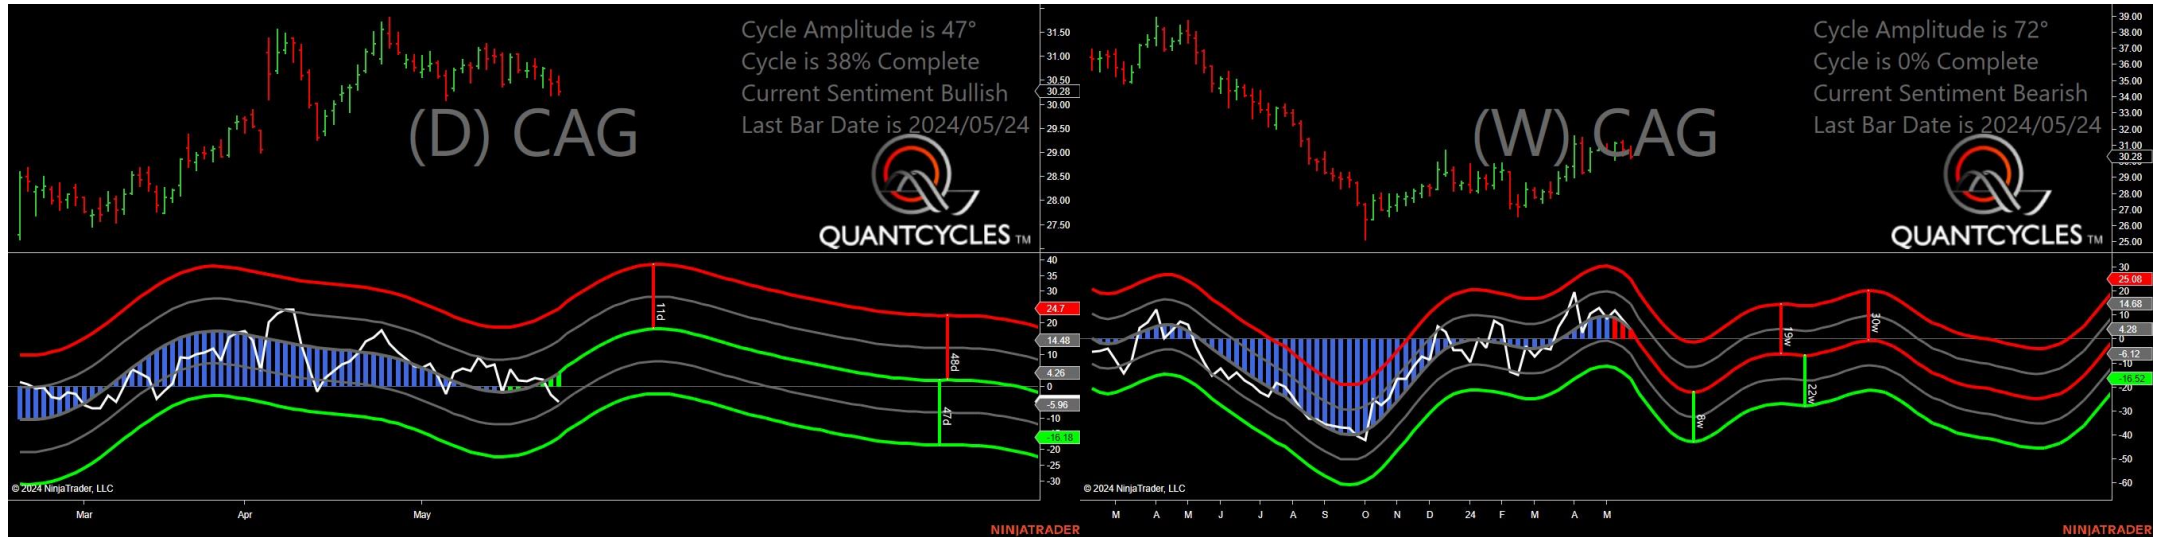 Cycle Amplitude is 47°
Cycle is 38% Complete
Current Sentiment Bullish
Last Bar Date is 2024/05/24
(D) CAG
QUANTCYCLES TM
31.50
31.00
30.50
30.28
30.00
29.50
29.00
28.50
28.00
27.50
40
35
30
24.7
20
14.48
10
4.26
0
-5.96
-10
-16.18
-20
-25
-30
11d
48d
47d
© 2024 NinjaTrader, LLC
Mar
Apr
May
NINJATRADER
Cycle Amplitude is 72°
Cycle is 0% Complete
Current Sentiment Bearish
Last Bar Date is 2024/05/24
(W) CAG
QUANTCYCLES TM
39.00
38.00
37.00
36.00
35.00
34.00
33.00
32.00
31.00
30.28
29.00
28.00
27.00
26.00
25.00
30
25.08
20
14.68
10
4.28
0
-6.12
-10
-16.52
-20
-30
-40
-50
-60
19w
30w
22w
8w
© 2024 NinjaTrader, LLC
M
A
M
J
J
A
S
O
N
D
24
F
M
A
M
NINJATRADER